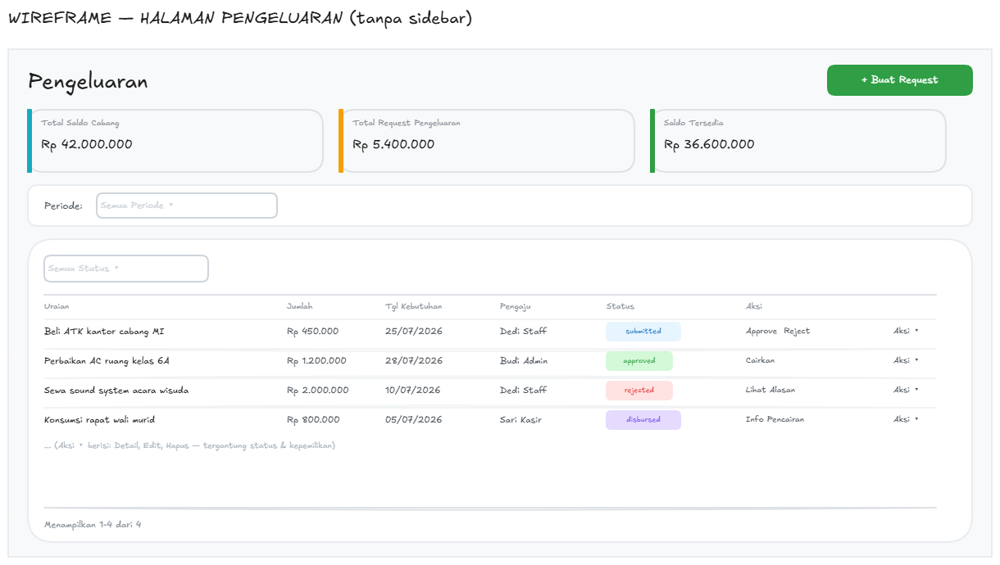 WIREFRAME — HALAMAN PENGELUARAN (tanpa sidebar)
Pengeluaran
+ Buat Request
Total Saldo Cabang
Rp 42.000.000
Total Request Pengeluaran
Rp 5.400.000
Saldo Tersedia
Rp 36.600.000
Periode: Semua Periode ▾
Semua Status ▾
Uraian Jumlah Tgl Kebutuhan Pengaju Status Aksi
Beli ATK kantor cabang MI Rp 450.000 25/07/2026 Dedi Staff submitted Approve Reject Aksi ▾
Perbaikan AC ruang kelas 6A Rp 1.200.000 28/07/2026 Budi Admin approved Cairkan Aksi ▾
Sewa sound system acara wisuda Rp 2.000.000 10/07/2026 Dedi Staff rejected Lihat Alasan Aksi ▾
Konsumsi rapat wali murid Rp 800.000 05/07/2026 Sari Kasir disbursed Info Pencairan Aksi ▾
... (Aksi ▾ berisi: Detail, Edit, Hapus — tergantung status & kepemilikan)
Menampilkan 1-4 dari 4